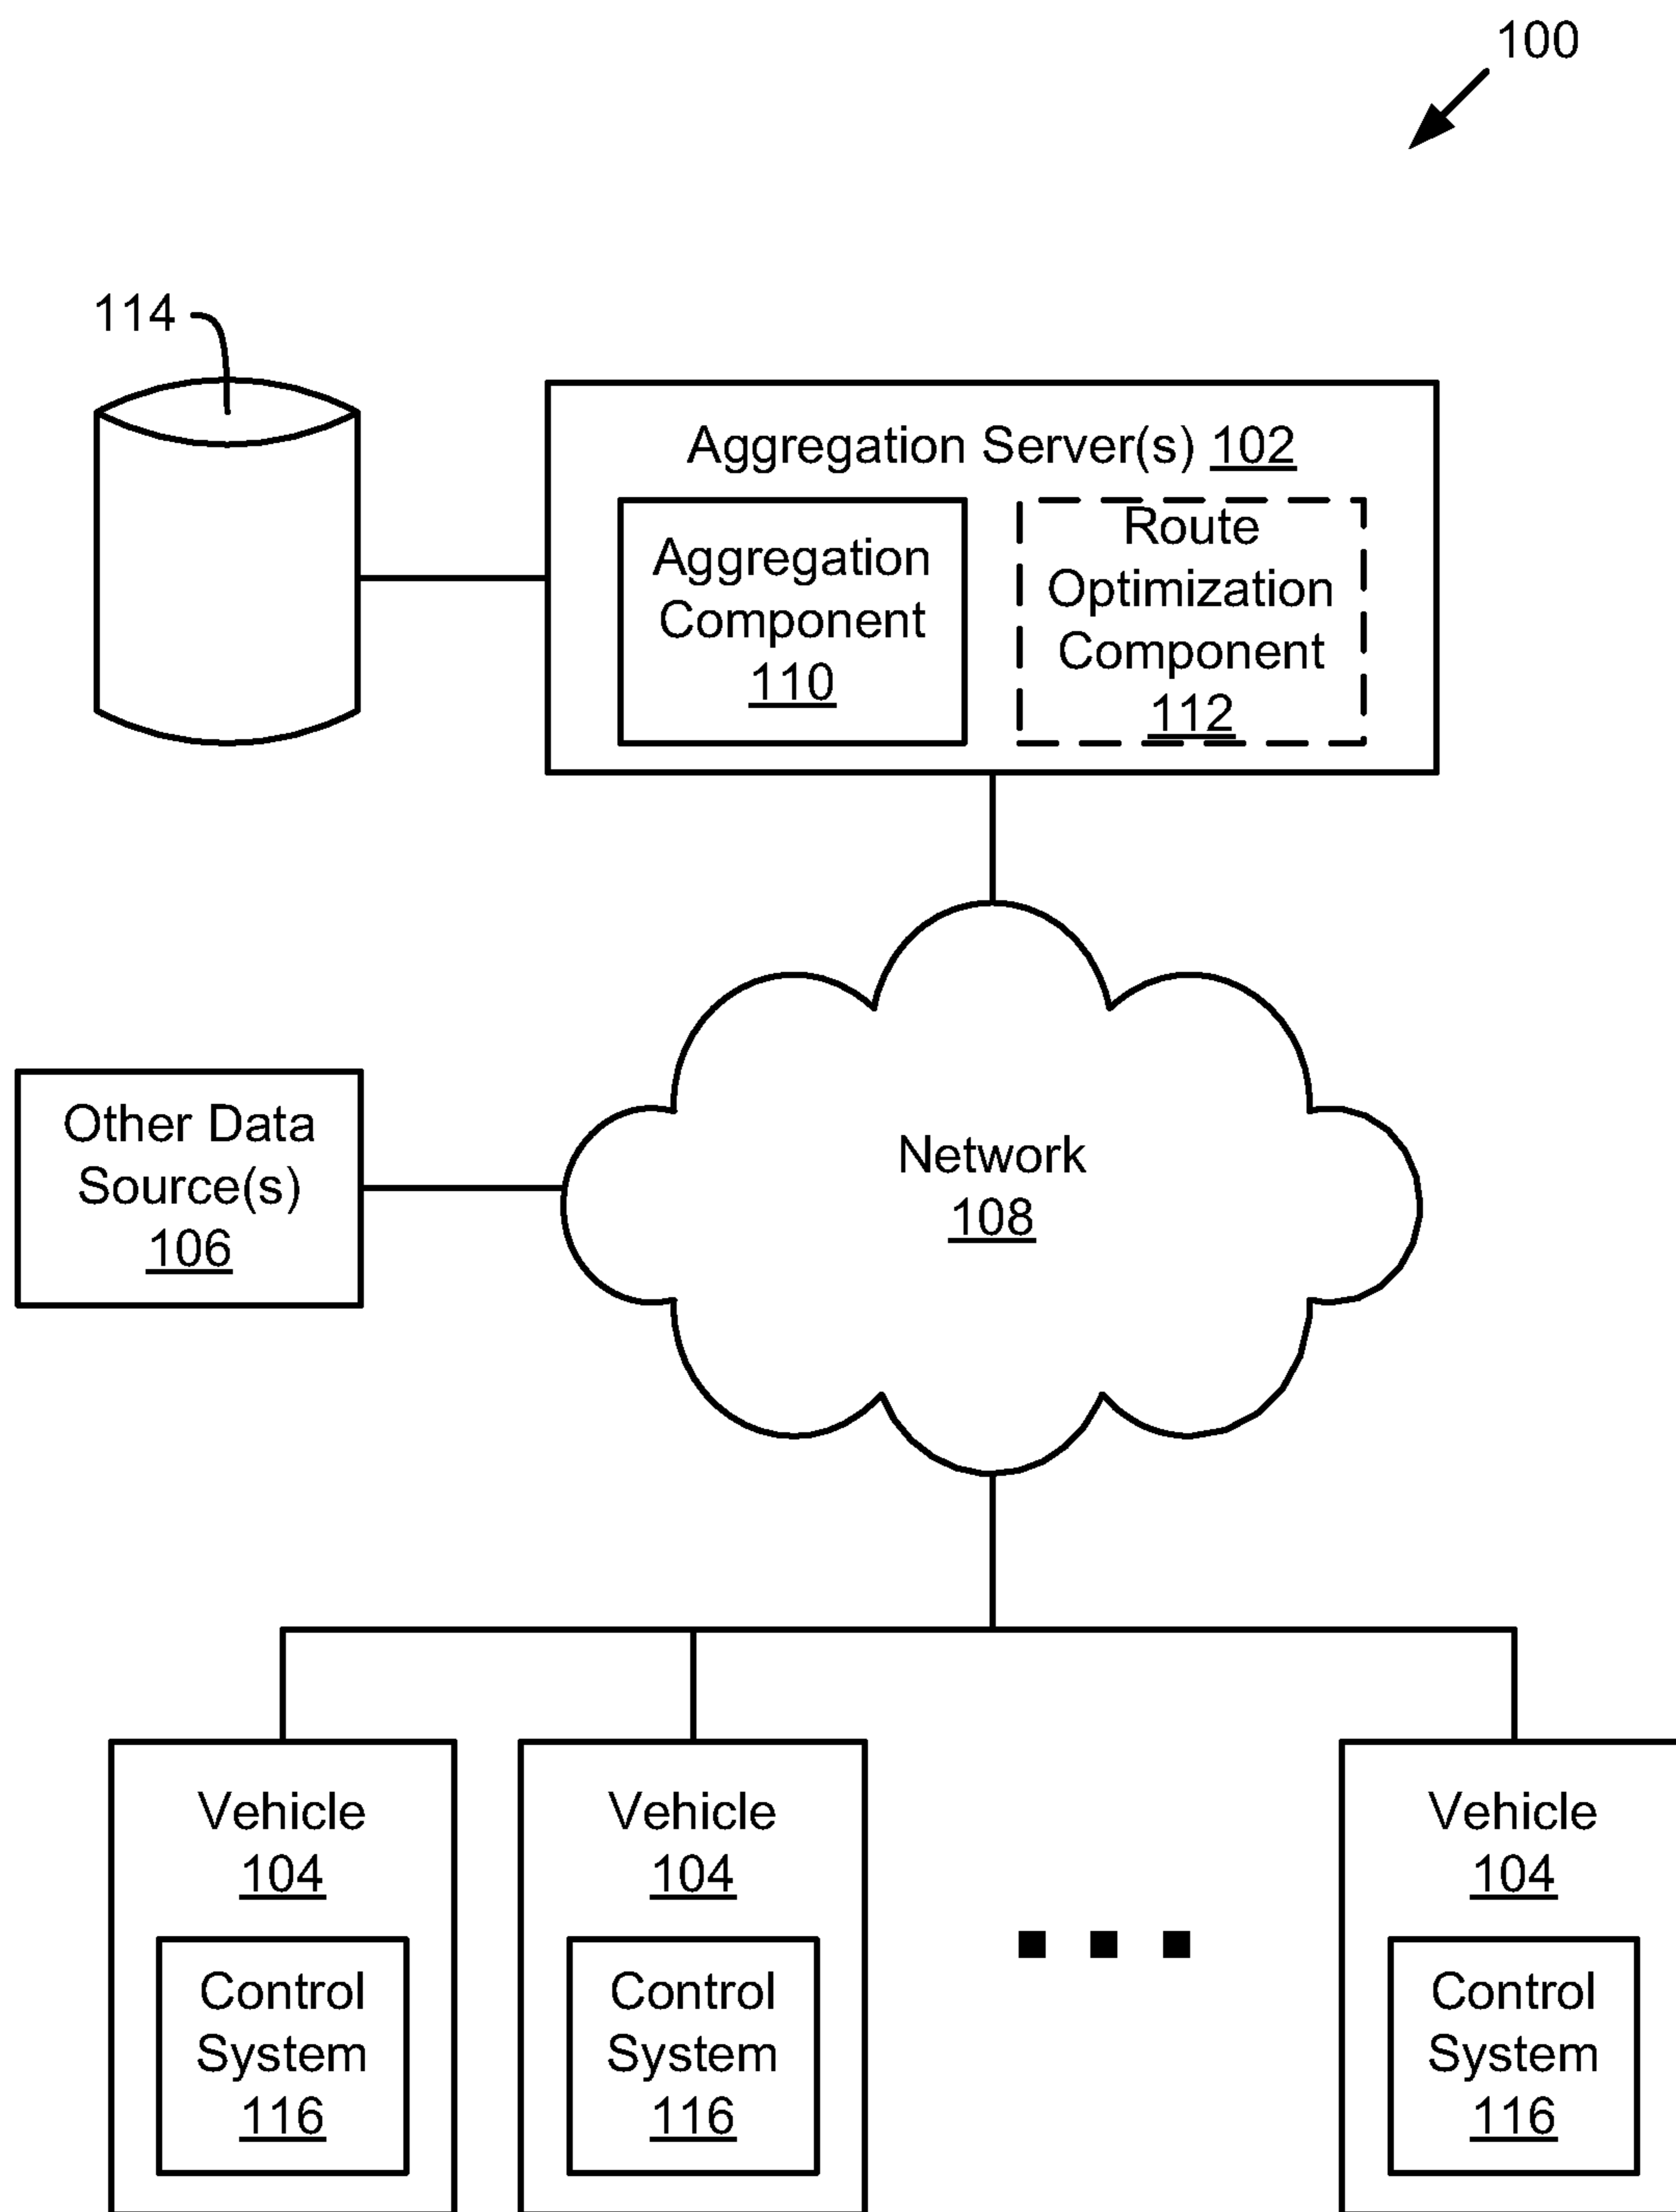 100
114
Aggregation Server(s) 102
Aggregation
Component
110
Route
Optimization
Component
112
Other Data
Source(s)
106
Network
108
Vehicle
104
Control
System
116
Vehicle
104
Control
System
116
Vehicle
104
Control
System
116